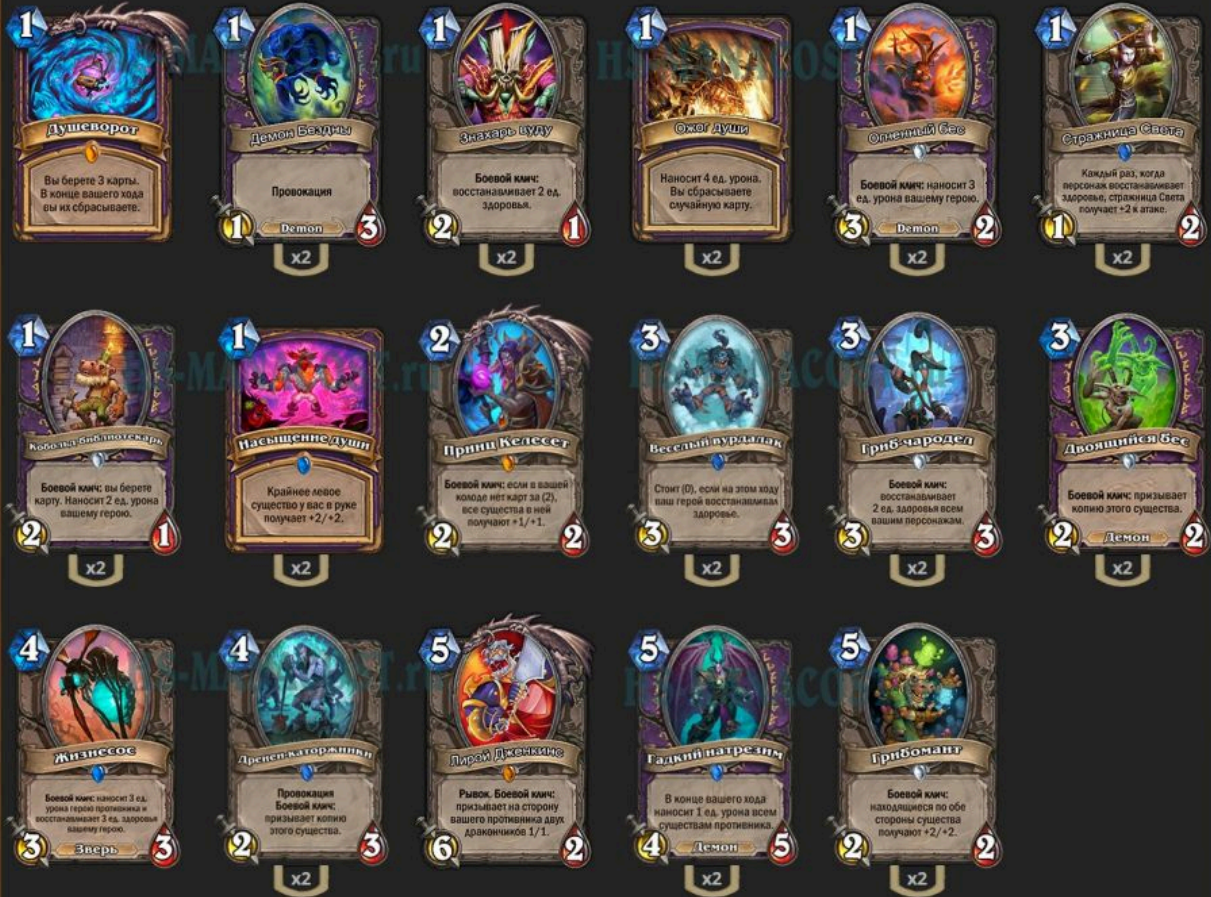 1
Душеворот
Вы берете 3 карты.
В конце вашего хода
вы их сбрасываете.
1
Демон Бездны
Провокация
1
Demon
3
x2
1
Знахарь вуду
Боевой клич:
восстанавливает 2 ед.
здоровья.
2
1
x2
1
Ожог души
Наносит 4 ед. урона.
Вы сбрасываете
случайную карту.
x2
1
Огненный бес
Боевой клич: наносит 3
ед. урона вашему герою.
3
Demon
2
x2
1
Стражница Света
Каждый раз, когда
персонаж восстанавливает
здоровье, стражница Света
получает +2 к атаке.
1
2
x2
1
Кобольд-библиотекарь
Боевой клич: вы берете
карту. Наносит 2 ед. урона
вашему герою.
2
1
x2
1
Насыщение души
Крайнее левое
существо у вас в руке
получает +2/+2.
x2
2
Принц Келесет
Боевой клич: если в вашей
колоде нет карт за (2),
все существа в ней
получают +1/+1.
2
2
3
Веселый вурдалак
Стоит (0), если на этом ходу
ваш герой восстанавливал
здоровье.
3
3
x2
3
Гриб-чародел
Боевой клич:
восстанавливает
2 ед. здоровья всем
вашим персонажам.
3
3
x2
3
Двоящийся бес
Боевой клич: призывает
копию этого существа.
2
Демон
2
x2
4
Жизнесос
Боевой клич: наносит 3 ед.
урона герою противника и
восстанавливает 3 ед. здоровья
вашему герою.
3
Зверь
3
4
Дреней-каторжники
Провокация
Боевой клич:
призывает копию
этого существа.
2
3
x2
5
Лирой Дженкинс
Рывок. Боевой клич:
призывает на сторону
вашего противника двух
дракончиков 1/1.
6
2
5
Гадкий натрезим
В конце вашего хода
наносит 1 ед. урона всем
существам противника.
4
Демон
5
x2
5
Грибомант
Боевой клич:
находящиеся по обе
стороны существа
получают +2/+2.
2
2
x2